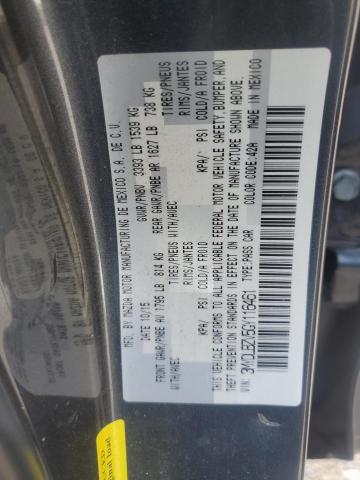 MFD. BY MAZDA MOTOR MANUFACTURING DE MEXICO S.A. DE C.V.
DATE 10/15 GVWR/PNBV 3393 LB 1539 KG
FRONT GAWR/PNBE AV 1795 LB 814 KG REAR GAWR/PNBE AR 1627 LB 738 KG
WITH/AVEC TIRES/PNEUS WITH/AVEC TIRES/PNEUS
RIMS/JANTES RIMS/JANTES
KPA/ PSI COLD/A FROID KPA/ PSI COLD/A FROID
THIS VEHICLE CONFORMS TO ALL APPLICABLE FEDERAL MOTOR VEHICLE SAFETY, BUMPER, AND
THEFT PREVENTION STANDARDS IN EFFECT ON THE DATE OF MANUFACTURE SHOWN ABOVE.
TYPE: PASS CAR COLOR CODE: 42A MADE IN MEXICO